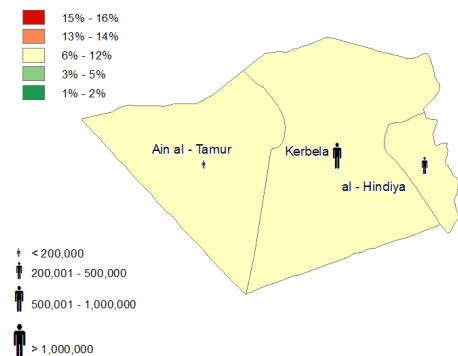 15% - 16%
13% - 14%
6% - 12%
3% - 5%
1% - 2%
Ain al - Tamur
Kerbela
al - Hindiya
< 200,000
200,001 - 500,000
500,001 - 1,000,000
> 1,000,000